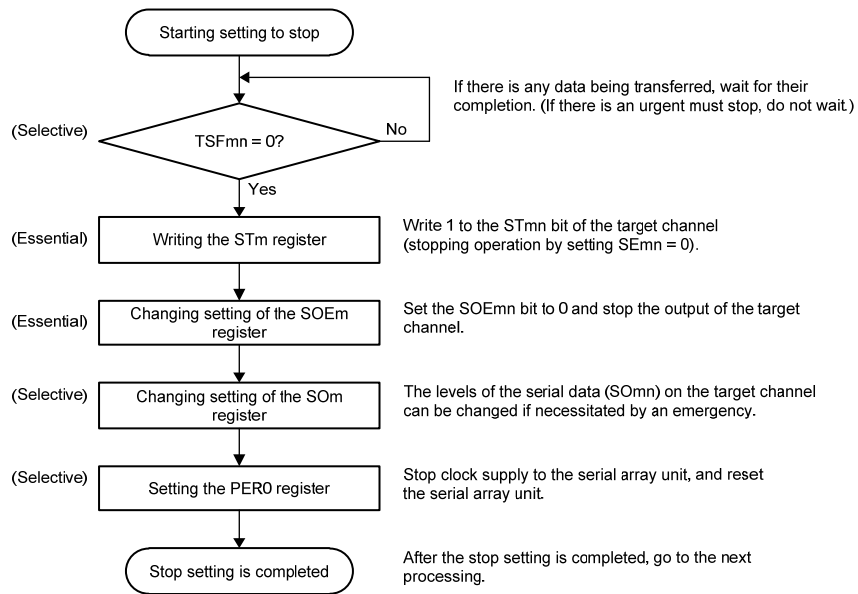 Starting setting to stop
If there is any data being transferred, wait for their
completion. (If there is an urgent must stop, do not wait.)
(Selective)
TSFmn = 0?
No
Yes
(Essential)
Writing the STm register
Write 1 to the STmn bit of the target channel
(stopping operation by setting SEmn = 0).
(Essential)
Changing setting of the SOEm
register
Set the SOEmn bit to 0 and stop the output of the target
channel.
(Selective)
Changing setting of the SOm
register
The levels of the serial data (SOmn) on the target channel
can be changed if necessitated by an emergency.
(Selective)
Setting the PER0 register
Stop clock supply to the serial array unit, and reset
the serial array unit.
Stop setting is completed
After the stop setting is completed, go to the next
processing.